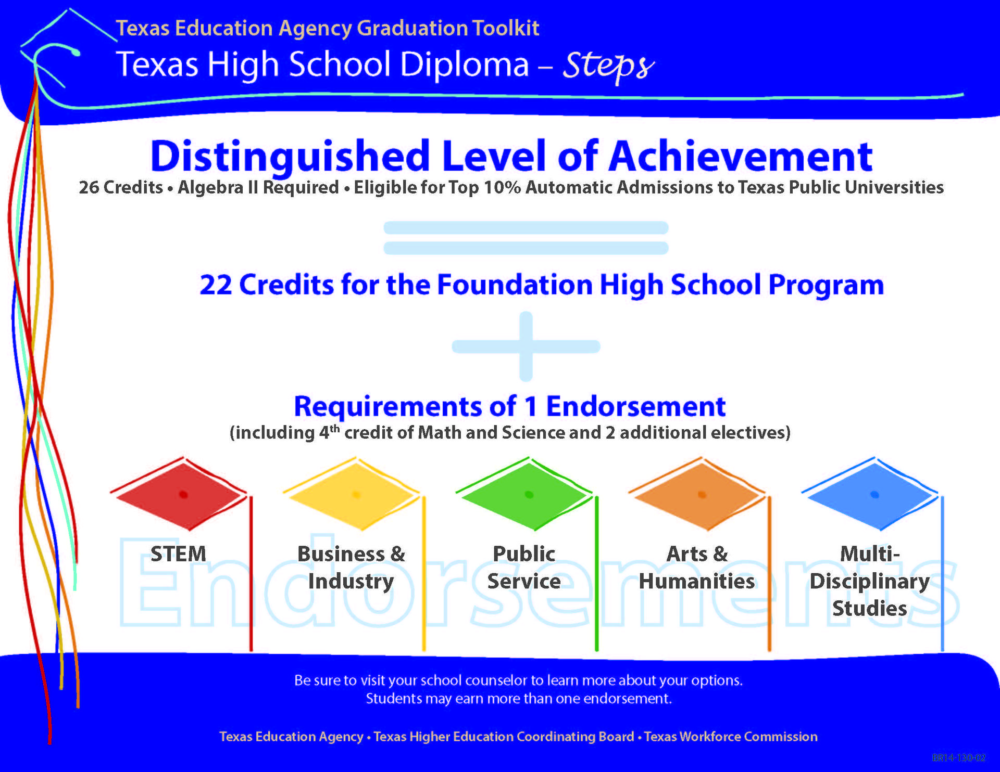 Texas Education Agency Graduation Toolkit
Texas High School Diploma – Steps
Distinguished Level of Achievement
26 Credits • Algebra II Required • Eligible for Top 10% Automatic Admissions to Texas Public Universities
22 Credits for the Foundation High School Program
+
Requirements of 1 Endorsement
(including 4th credit of Math and Science and 2 additional electives)
Endorsements
STEM
Business &
Industry
Public
Service
Arts &
Humanities
Multi-
Disciplinary
Studies
Be sure to visit your school counselor to learn more about your options.
Students may earn more than one endorsement.
Texas Education Agency • Texas Higher Education Coordinating Board • Texas Workforce Commission
BR14-130-02